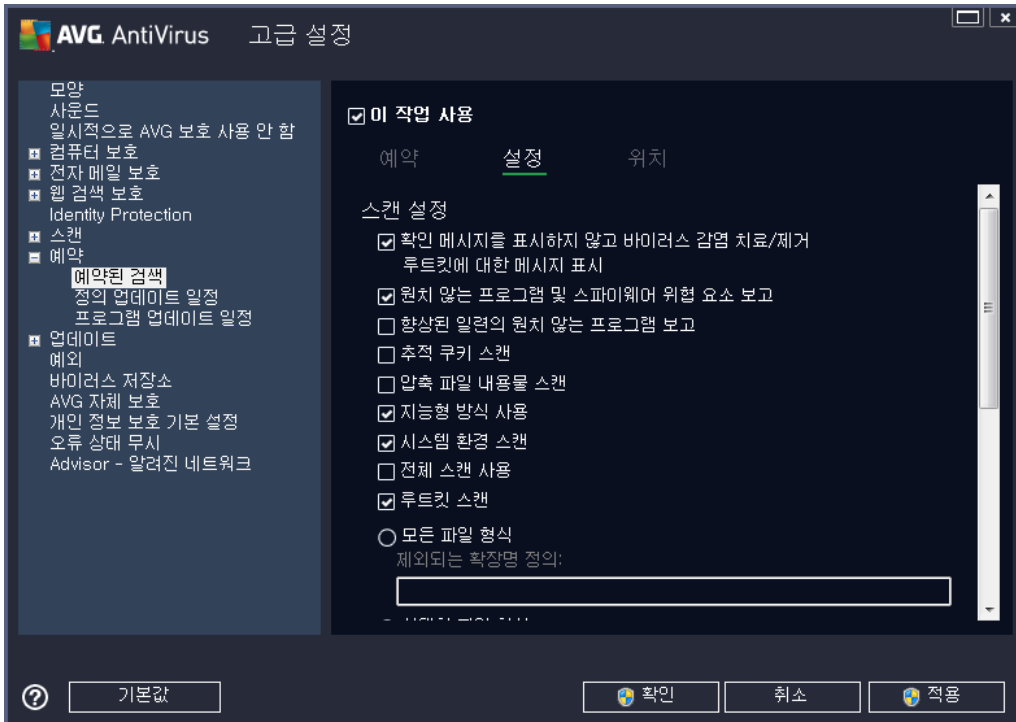 AVG AntiVirus 고급 설정
모양
사운드
일시적으로 AVG 보호 사용 안 함
컴퓨터 보호
전자 메일 보호
웹 검색 보호
Identity Protection
스캔
예약
예약된 검색
정의 업데이트 일정
프로그램 업데이트 일정
업데이트
예외
바이러스 저장소
AVG 자체 보호
개인 정보 보호 기본 설정
오류 상태 무시
Advisor - 알려진 네트워크
이 작업 사용
예약 설정 위치
스캔 설정
확인 메시지를 표시하지 않고 바이러스 감염 치료/제거
루트킷에 대한 메시지 표시
원치 않는 프로그램 및 스파이웨어 위협 요소 보고
향상된 일련의 원치 않는 프로그램 보고
추적 쿠키 스캔
압축 파일 내용물 스캔
지능형 방식 사용
시스템 환경 스캔
전체 스캔 사용
루트킷 스캔
모든 파일 형식
제외되는 확장명 정의:
기본값 확인 취소 적용